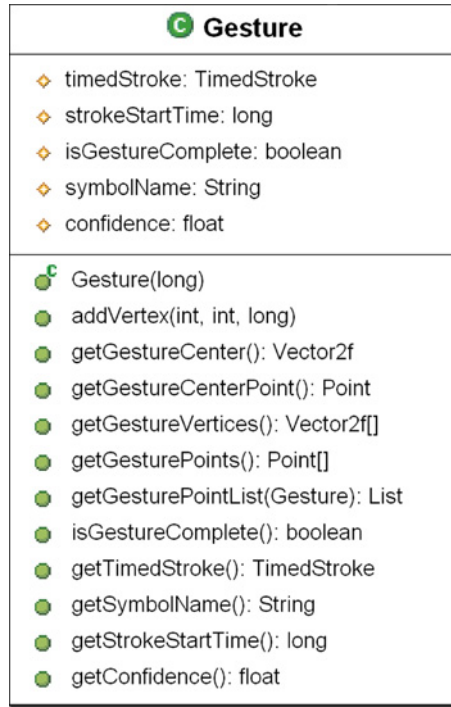 C Gesture
timedStroke: TimedStroke
strokeStartTime: long
isGestureComplete: boolean
symbolName: String
confidence: float
C Gesture(long)
addVertex(int, int, long)
getGestureCenter(): Vector2f
getGestureCenterPoint(): Point
getGestureVertices(): Vector2f[]
getGesturePoints(): Point[]
getGesturePointList(Gesture): List
isGestureComplete(): boolean
getTimedStroke(): TimedStroke
getSymbolName(): String
getStrokeStartTime(): long
getConfidence(): float